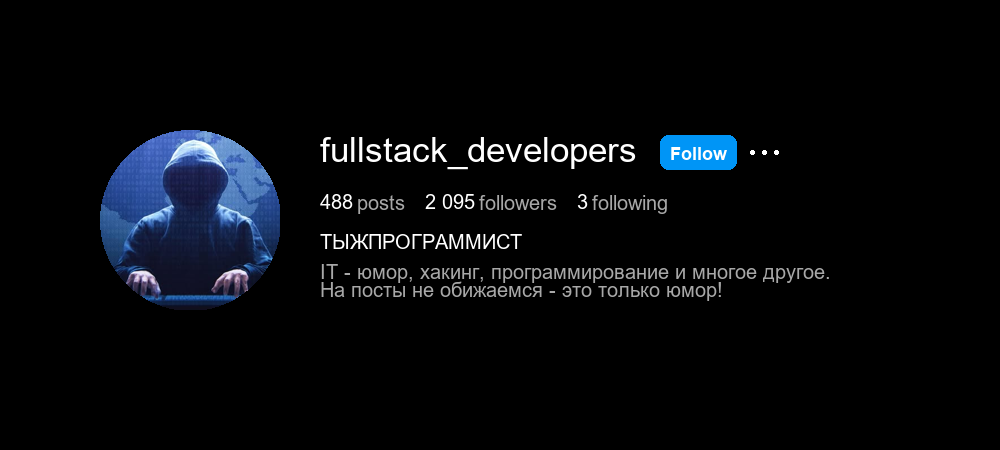 fullstack_developers Follow
488 posts 2 095 followers 3 following
ТЫЖПРОГРАММИСТ
IT - юмор, хакинг, программирование и многое другое.
На посты не обижаемся - это только юмор!